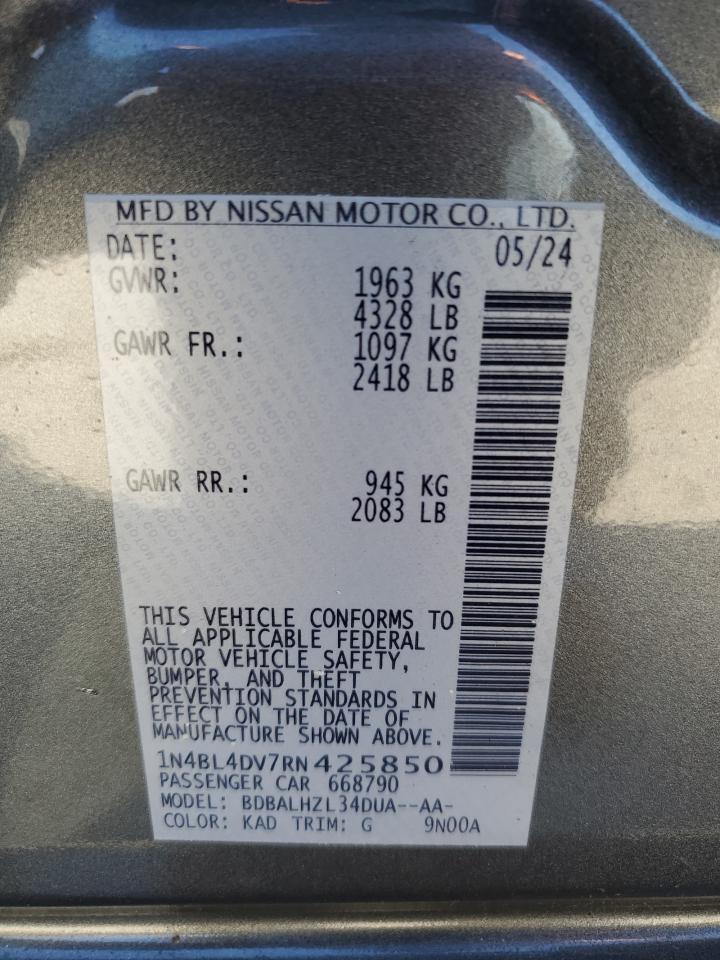 MFD BY NISSAN MOTOR CO., LTD.
DATE: 05/24
GVWR: 1963 KG
4328 LB
GAWR FR.: 1097 KG
2418 LB
GAWR RR.: 945 KG
2083 LB
THIS VEHICLE CONFORMS TO
ALL APPLICABLE FEDERAL
MOTOR VEHICLE SAFETY,
BUMPER, AND THEFT
PREVENTION STANDARDS IN
EFFECT ON THE DATE OF
MANUFACTURE SHOWN ABOVE.
1N4BL4DV7RN425850
PASSENGER CAR 668790
MODEL: BDBALHZL34DUA--AA-
COLOR: KAD TRIM: G 9N00A